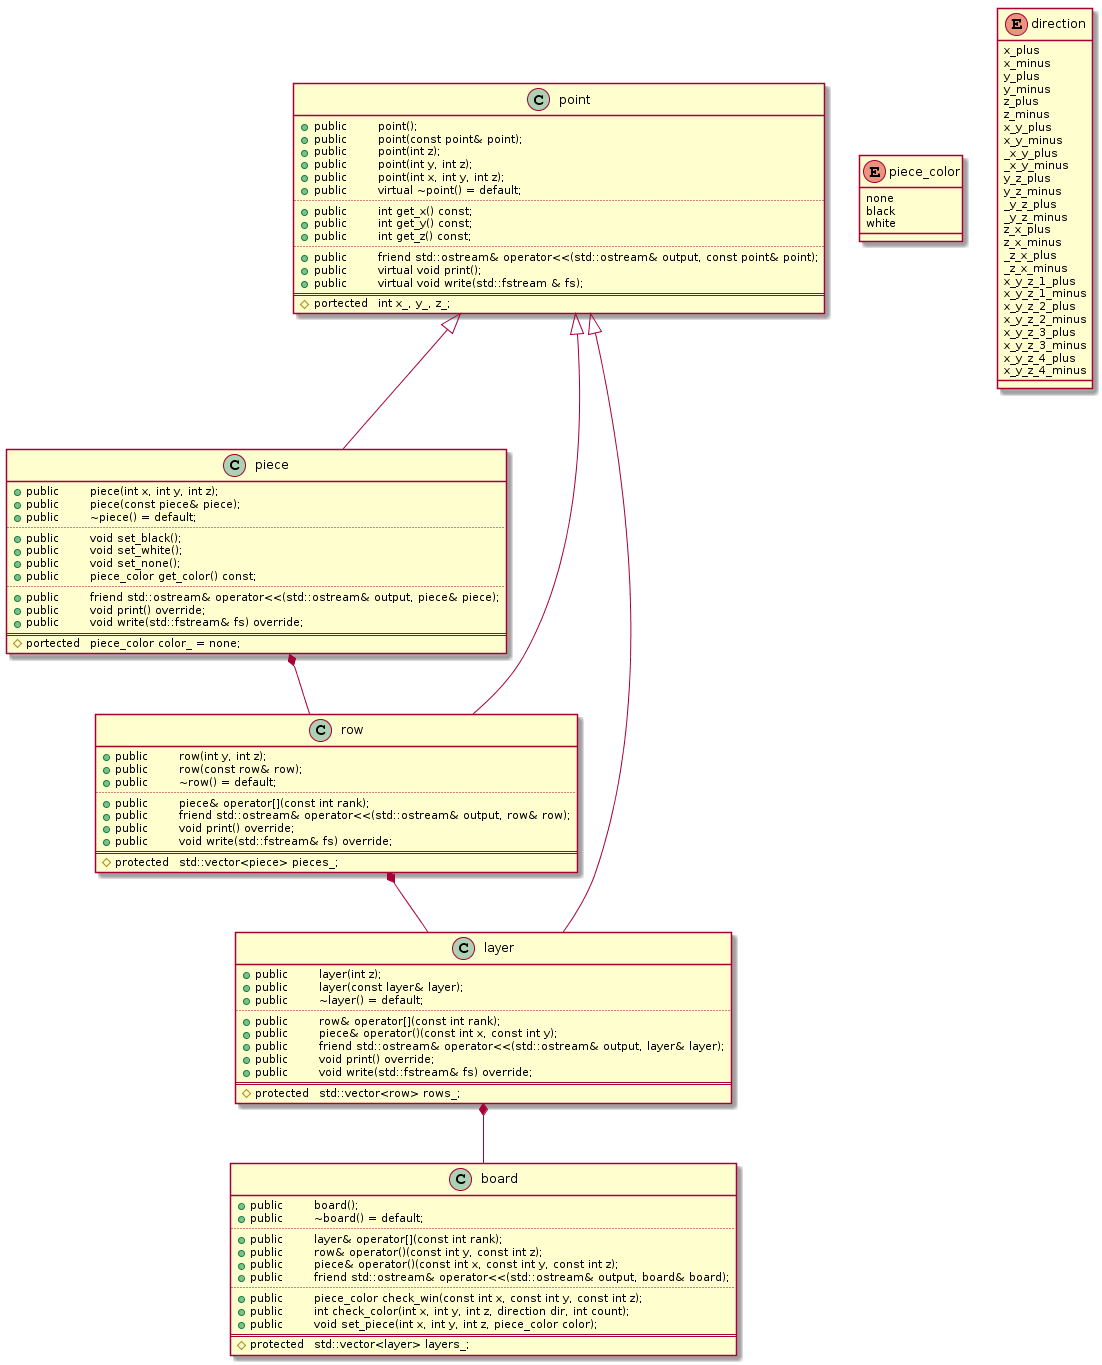 C point
public point();
public point(const point& point);
public point(int z);
public point(int y, int z);
public point(int x, int y, int z);
public virtual ~point() = default;
public int get_x() const;
public int get_y() const;
public int get_z() const;
public friend std::ostream& operator<<(std::ostream& output, const point& point);
public virtual void print();
public virtual void write(std::fstream & fs);
portected int x_, y_, z_;
E piece_color
none
black
white
E direction
x_plus
x_minus
y_plus
y_minus
z_plus
z_minus
x_y_plus
x_y_minus
_x_y_plus
_x_y_minus
y_z_plus
y_z_minus
_y_z_plus
_y_z_minus
z_x_plus
z_x_minus
_z_x_plus
_z_x_minus
x_y_z_1_plus
x_y_z_1_minus
x_y_z_2_plus
x_y_z_2_minus
x_y_z_3_plus
x_y_z_3_minus
x_y_z_4_plus
x_y_z_4_minus
C piece
public piece(int x, int y, int z);
public piece(const piece& piece);
public ~piece() = default;
public void set_black();
public void set_white();
public void set_none();
public piece_color get_color() const;
public friend std::ostream& operator<<(std::ostream& output, piece& piece);
public void print() override;
public void write(std::fstream& fs) override;
portected piece_color color_ = none;
C row
public row(int y, int z);
public row(const row& row);
public ~row() = default;
public piece& operator[](const int rank);
public friend std::ostream& operator<<(std::ostream& output, row& row);
public void print() override;
public void write(std::fstream& fs) override;
protected std::vector<piece> pieces_;
C layer
public layer(int z);
public layer(const layer& layer);
public ~layer() = default;
public row& operator[](const int rank);
public piece& operator()(const int x, const int y);
public friend std::ostream& operator<<(std::ostream& output, layer& layer);
public void print() override;
public void write(std::fstream& fs) override;
protected std::vector<row> rows_;
C board
public board();
public ~board() = default;
public layer& operator[](const int rank);
public row& operator()(const int y, const int z);
public piece& operator()(const int x, const int y, const int z);
public friend std::ostream& operator<<(std::ostream& output, board& board);
public piece_color check_win(const int x, const int y, const int z);
public int check_color(int x, int y, int z, direction dir, int count);
public void set_piece(int x, int y, int z, piece_color color);
protected std::vector<layer> layers_;